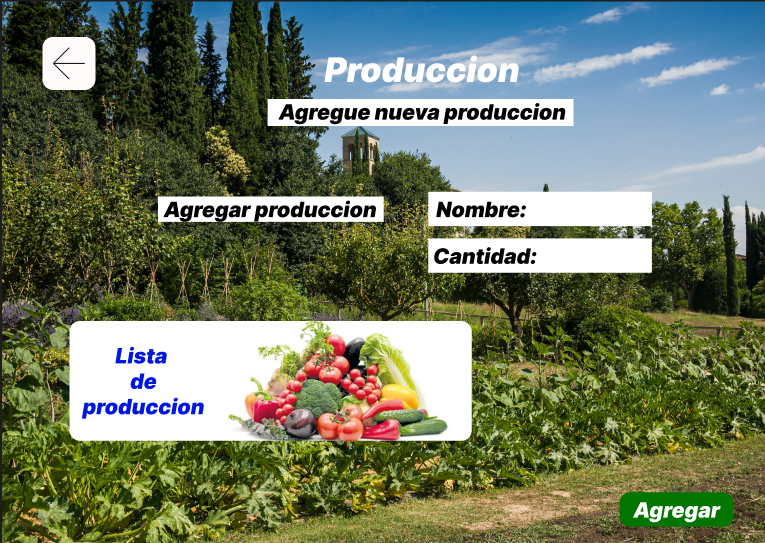 Produccion
Agregue nueva produccion
Agregar produccion
Nombre:
Cantidad:
Lista
de
produccion
Agregar